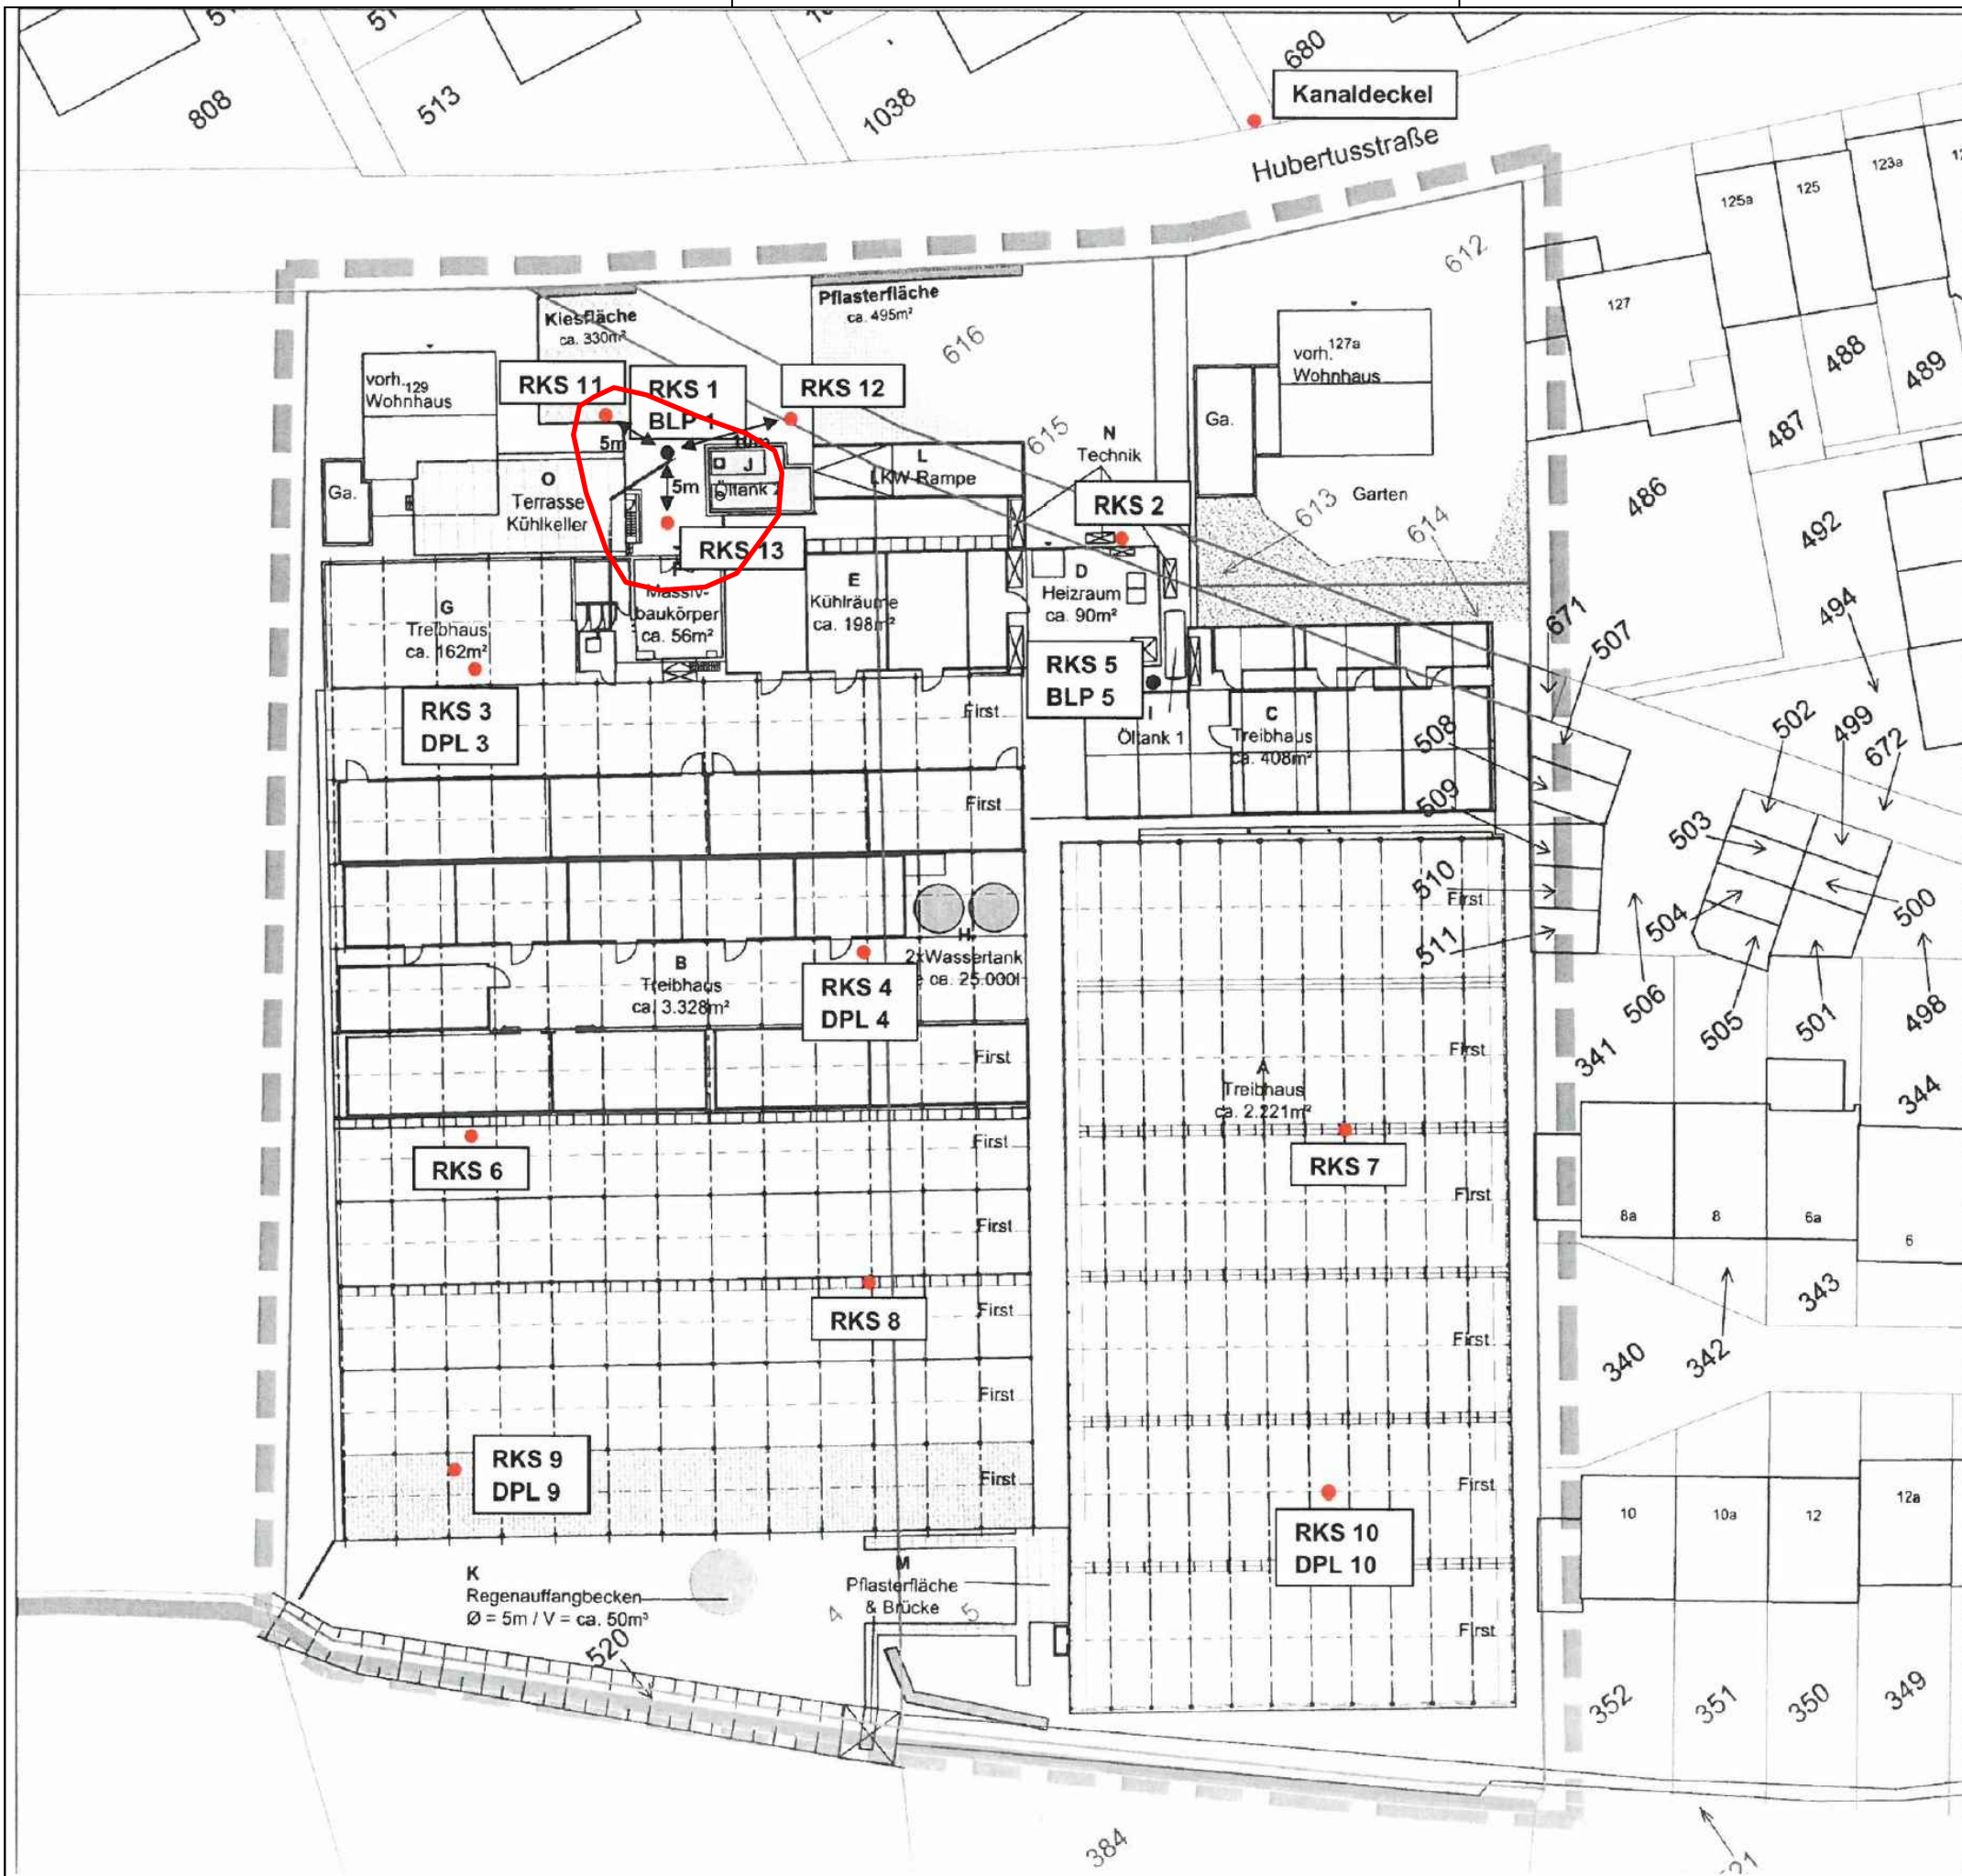 680
Kanaldeckel
808
513
1038
Hubertusstraße
123a
125
125a
612
127
488
489
487
Pflasterfläche
ca. 495m²
616
Kiesfläche
ca. 330m²
vorh.
129
Wohnhaus
RKS 11
RKS 1
BLP 1
RKS 12
127a
vorh.
Wohnhaus
Ga.
615
N
Technik
5m
10m
J
Öltank 2
L
LKW-Rampe
RKS 2
Garten
613
614
486
492
494
Ga.
O
Terrasse
Kühlkeller
5m
RKS 13
G
Treibhaus
ca. 162m²
Massiv-
baukörper
ca. 56m²
E
Kühlräume
ca. 198m²
D
Heizraum
ca. 90m²
671
507
RKS 5
BLP 5
RKS 3
DPL 3
First
I
Öltank 1
C
Treibhaus
ca. 408m²
508
502
499
672
First
509
503
510
First
504
500
511
H
2xWassertank
ca. 25.000l
B
Treibhaus
ca. 3.328m²
RKS 4
DPL 4
506
505
501
498
341
First
First
344
A
Treibhaus
ca. 2.221m²
First
RKS 6
RKS 7
First
First
8a
8
6a
6
RKS 8
First
First
343
342
340
First
RKS 9
DPL 9
First
First
10
10a
12
12a
RKS 10
DPL 10
K
Regenauffangbecken
Ø = 5m / V = ca. 50m³
M
Pflasterfläche
& Brücke
4
5
First
520
352
351
350
349
384